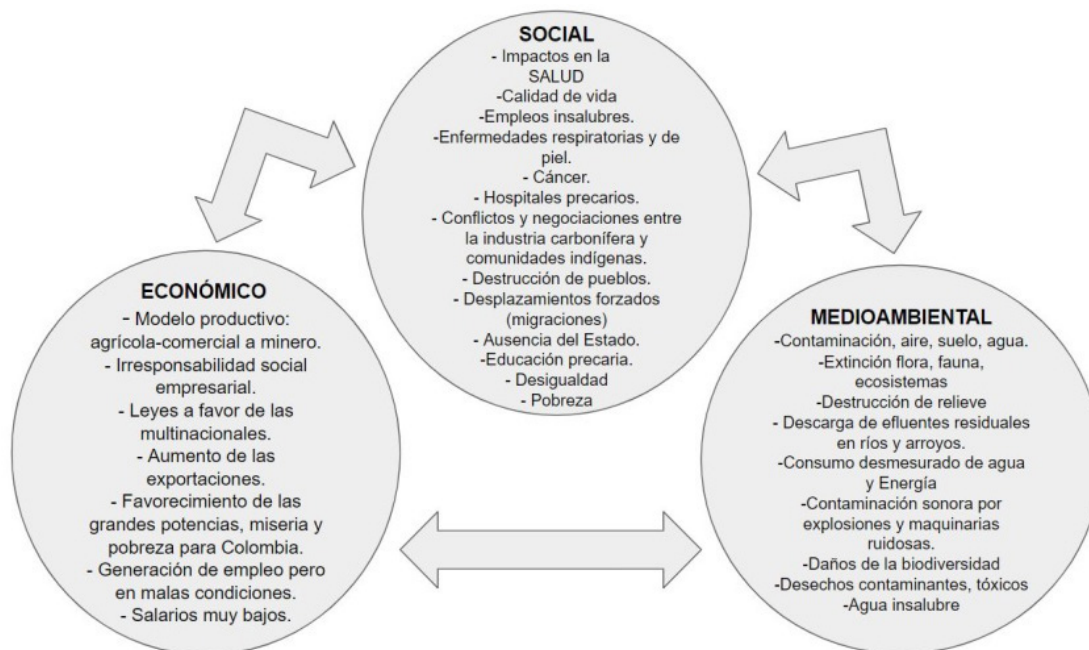 SOCIAL
- Impactos en la
SALUD
-Calidad de vida
-Empleos insalubres.
-Enfermedades respiratorias y de
piel.
- Cáncer.
- Hospitales precarios.
- Conflictos y negociaciones entre
la industria carbonífera y
comunidades indígenas.
- Destrucción de pueblos.
- Desplazamientos forzados
(migraciones)
- Ausencia del Estado.
-Educación precaria.
- Desigualdad
- Pobreza
ECONÓMICO
- Modelo productivo:
agrícola-comercial a minero.
- Irresponsabilidad social
empresarial.
- Leyes a favor de las
multinacionales.
- Aumento de las
exportaciones.
- Favorecimiento de las
grandes potencias, miseria y
pobreza para Colombia.
- Generación de empleo pero
en malas condiciones.
- Salarios muy bajos.
MEDIOAMBIENTAL
-Contaminación, aire, suelo, agua.
-Extinción flora, fauna,
ecosistemas
-Destrucción de relieve
- Descarga de efluentes residuales
en ríos y arroyos.
-Consumo desmesurado de agua
y Energía
-Contaminación sonora por
explosiones y maquinarias
ruidosas.
-Daños de la biodiversidad
-Desechos contaminantes, tóxicos
-Agua insalubre